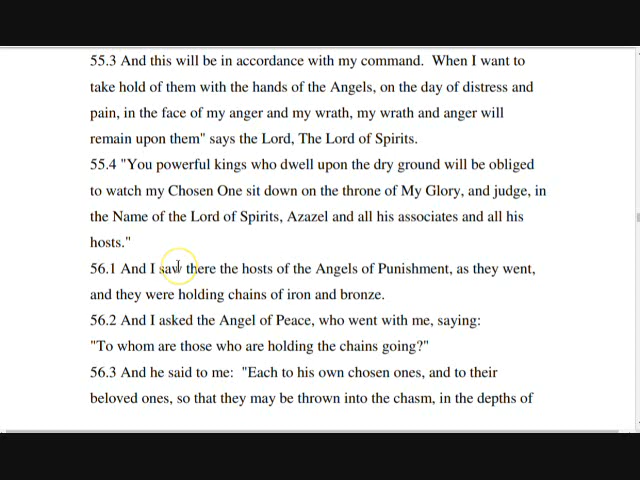 55.3 And this will be in accordance with my command.  When I want to
take hold of them with the hands of the Angels, on the day of distress and
pain, in the face of my anger and my wrath, my wrath and anger will
remain upon them" says the Lord, The Lord of Spirits.
55.4 "You powerful kings who dwell upon the dry ground will be obliged
to watch my Chosen One sit down on the throne of My Glory, and judge, in
the Name of the Lord of Spirits, Azazel and all his associates and all his
hosts."
56.1 And I saw there the hosts of the Angels of Punishment, as they went,
and they were holding chains of iron and bronze.
56.2 And I asked the Angel of Peace, who went with me, saying:
"To whom are those who are holding the chains going?"
56.3 And he said to me:  "Each to his own chosen ones, and to their
beloved ones, so that they may be thrown into the chasm, in the depths of